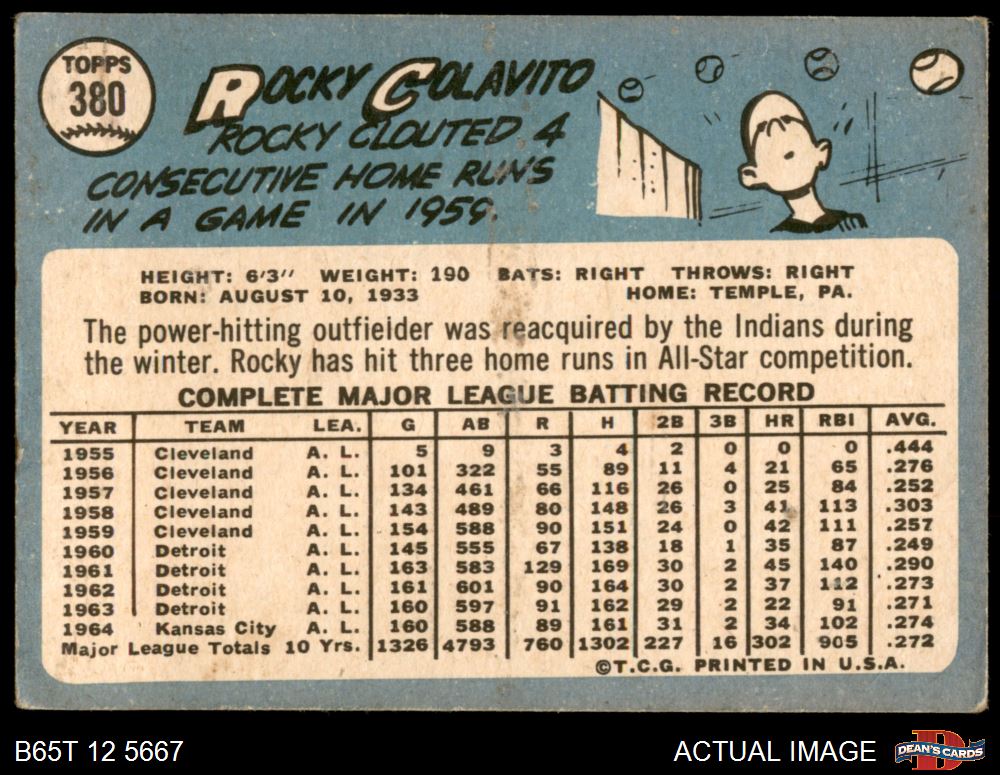 TOPPS
380
ROCKY COLAVITO
ROCKY CLOUTED 4
CONSECUTIVE HOME RUNS
IN A GAME IN 1959.
HEIGHT: 6'3" WEIGHT: 190 BATS: RIGHT THROWS: RIGHT
BORN: AUGUST 10, 1933 HOME: TEMPLE, PA.
The power-hitting outfielder was reacquired by the Indians during
the winter. Rocky has hit three home runs in All-Star competition.
COMPLETE MAJOR LEAGUE BATTING RECORD
YEAR TEAM LEA. G AB R H 2B 3B HR RBI AVG.
1955 Cleveland A. L. 5 9 3 4 2 0 0 0 .444
1956 Cleveland A. L. 101 322 55 89 11 4 21 65 .276
1957 Cleveland A. L. 134 461 66 116 26 0 25 84 .252
1958 Cleveland A. L. 143 489 80 148 26 3 41 113 .303
1959 Cleveland A. L. 154 588 90 151 24 0 42 111 .257
1960 Detroit A. L. 145 555 67 138 18 1 35 87 .249
1961 Detroit A. L. 163 583 129 169 30 2 45 140 .290
1962 Detroit A. L. 161 601 90 164 30 2 37 112 .273
1963 Detroit A. L. 160 597 91 162 29 2 22 91 .271
1964 Kansas City A. L. 160 588 89 161 31 2 34 102 .274
Major League Totals 10 Yrs. 1326 4793 760 1302 227 16 302 905 .272
©T.C.G. PRINTED IN U.S.A.
B65T 12 5667
ACTUAL IMAGE
DEAN'S CARDS